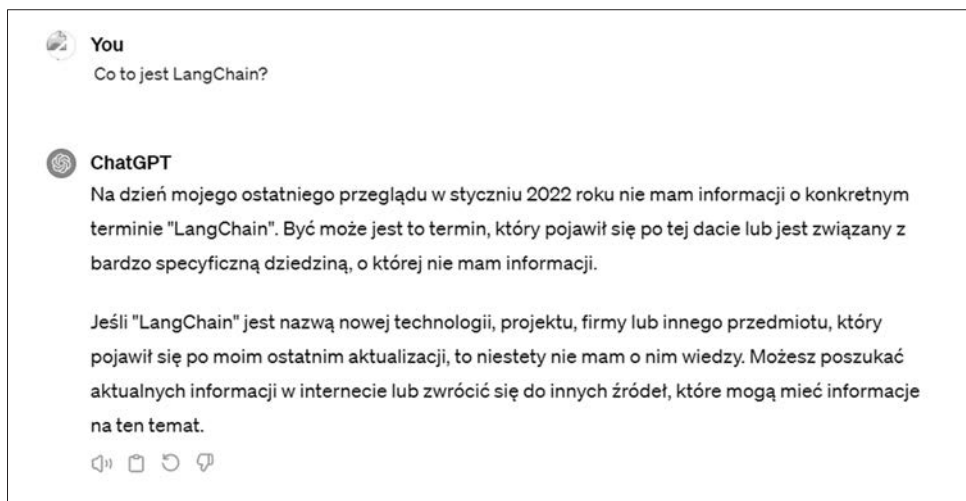 You
Co to jest LangChain?
ChatGPT
Na dzień mojego ostatniego przeglądu w styczniu 2022 roku nie mam informacji o konkretnym
terminie "LangChain". Być może jest to termin, który pojawił się po tej dacie lub jest związany z
bardzo specyficzną dziedziną, o której nie mam informacji.
Jeśli "LangChain" jest nazwą nowej technologii, projektu, firmy lub innego przedmiotu, który
pojawił się po moim ostatnim aktualizacji, to niestety nie mam o nim wiedzy. Możesz poszukać
aktualnych informacji w internecie lub zwrócić się do innych źródeł, które mogą mieć informacje
na ten temat.